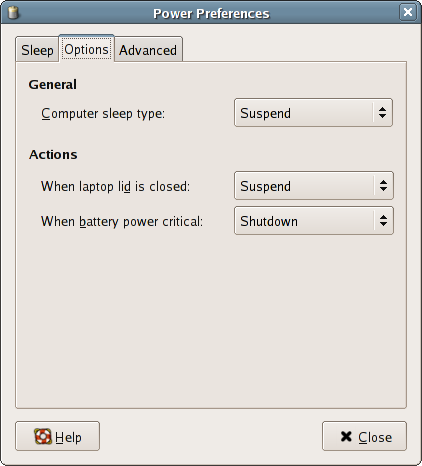 Power Preferences
Sleep Options Advanced
General
Computer sleep type: Suspend
Actions
When laptop lid is closed: Suspend
When battery power critical: Shutdown
Help Close